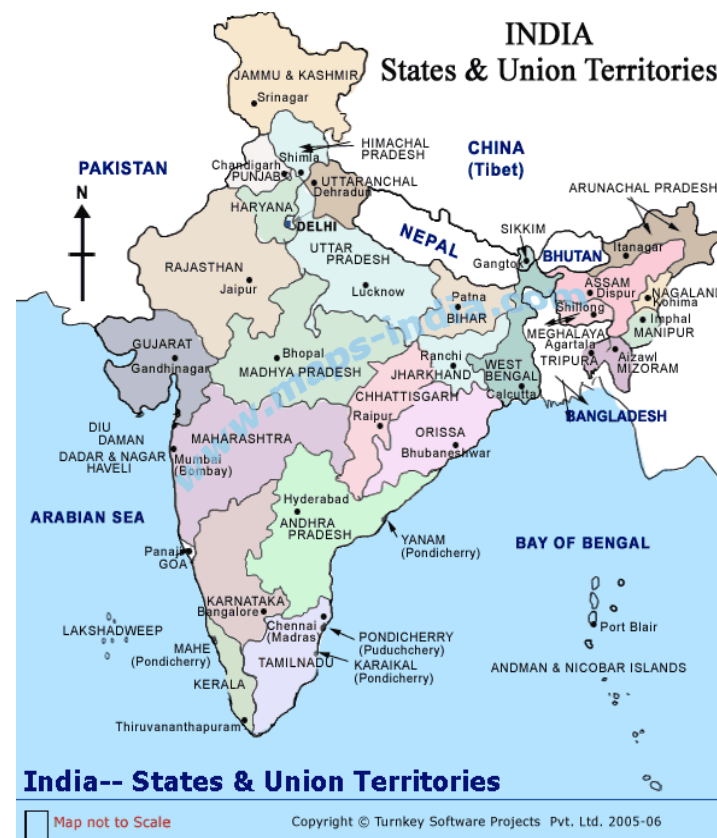 INDIA
States & Union Territories
JAMMU & KASHMIR
Srinagar
HIMACHAL
PRADESH
CHINA
(Tibet)
PAKISTAN
Chandigarh
Shimla
PUNJAB
UTTARANCHAL
Dehradun
ARUNACHAL PRADESH
N
HARYANA
DELHI
NEPAL
SIKKIM
BHUTAN
Itanagar
UTTAR
PRADESH
Gangtok
RAJASTHAN
Jaipur
Lucknow
Patna
BIHAR
ASSAM
Dispur
NAGALAND
Kohima
Shillong
Imphal
MEGHALAYA
MANIPUR
GUJARAT
Gandhinagar
Bhopal
MADHYA PRADESH
Ranchi
JHARKHAND
WEST
BENGAL
Calcutta
Agartala
TRIPURA
Aizawl
MIZORAM
CHHATTISGARH
Raipur
BANGLADESH
DIU
DAMAN
DADAR & NAGAR
HAVELI
MAHARASHTRA
Mumbai
(Bombay)
ORISSA
Bhubaneshwar
www.maps-india.com
Hyderabad
ANDHRA
PRADESH
ARABIAN SEA
YANAM
(Pondicherry)
BAY OF BENGAL
Panaji
GOA
KARNATAKA
Bangalore
Chennai
(Madras)
LAKSHADWEEP
MAHE
(Pondicherry)
PONDICHERRY
(Puduchchery)
Port Blair
TAMILNADU
KARAIKAL
(Pondicherry)
ANDMAN & NICOBAR ISLANDS
KERALA
Thiruvananthapuram
India-- States & Union Territories
Map not to Scale
Copyright © Turnkey Software Projects Pvt. Ltd. 2005-06